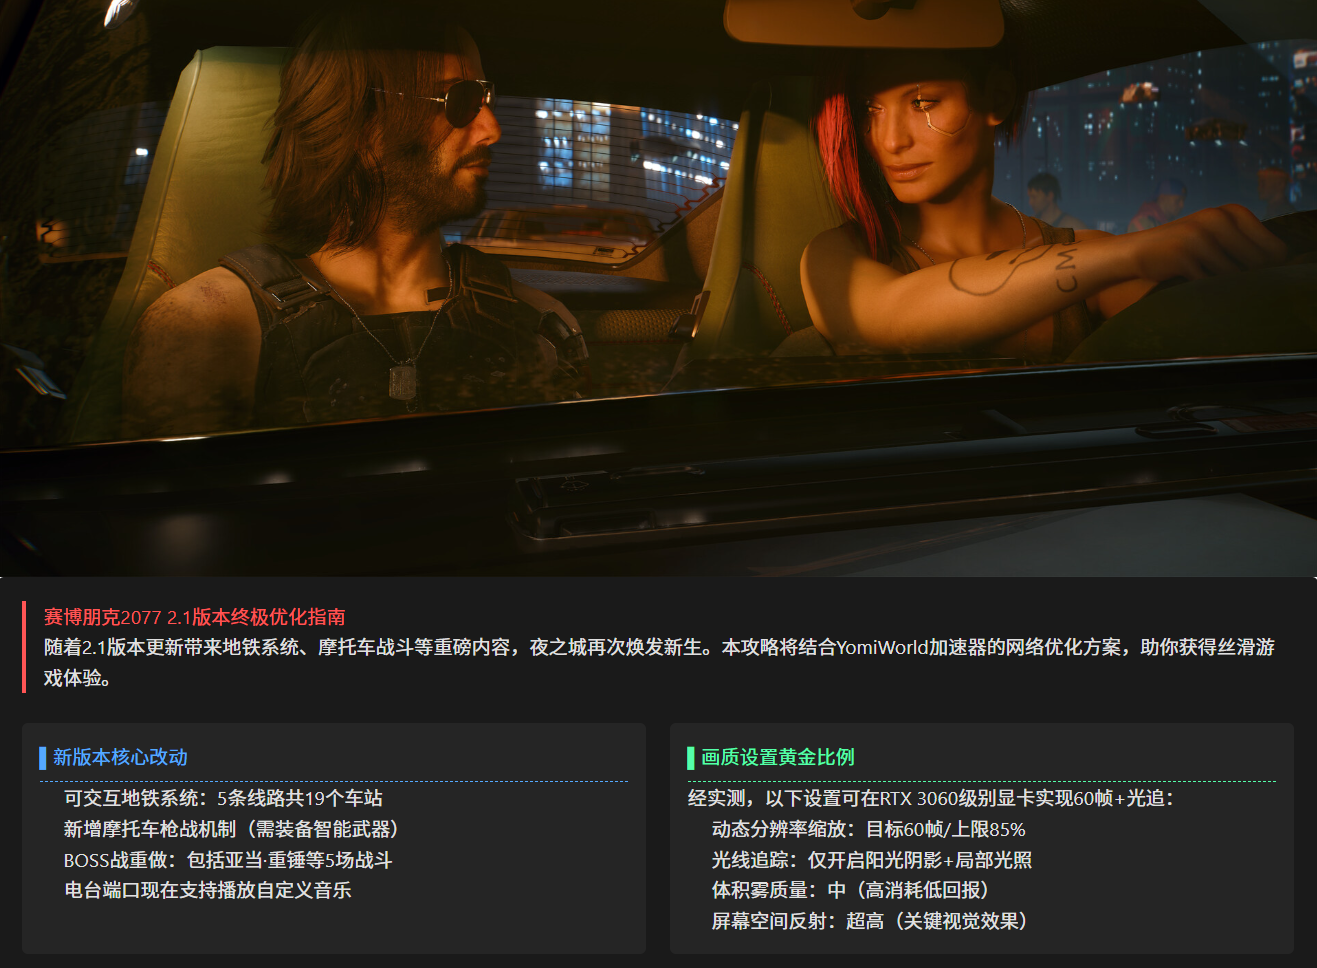 CM
赛博朋克2077 2.1版本终极优化指南
随着2.1版本更新带来地铁系统、摩托车战斗等重磅内容，夜之城再次焕发新生。本攻略将结合YomiWorld加速器的网络优化方案，助你获得丝滑游
戏体验。
新版本核心改动
可交互地铁系统：5条线路共19个车站
新增摩托车枪战机制（需装备智能武器）
BOSS战重做：包括亚当·重锤等5场战斗
电台端口现在支持播放自定义音乐
画质设置黄金比例
经实测，以下设置可在RTX 3060级别显卡实现60帧+光追：
动态分辨率缩放：目标60帧/上限85%
光线追踪：仅开启阳光阴影+局部光照
体积雾质量：中（高消耗低回报）
屏幕空间反射：超高（关键视觉效果）